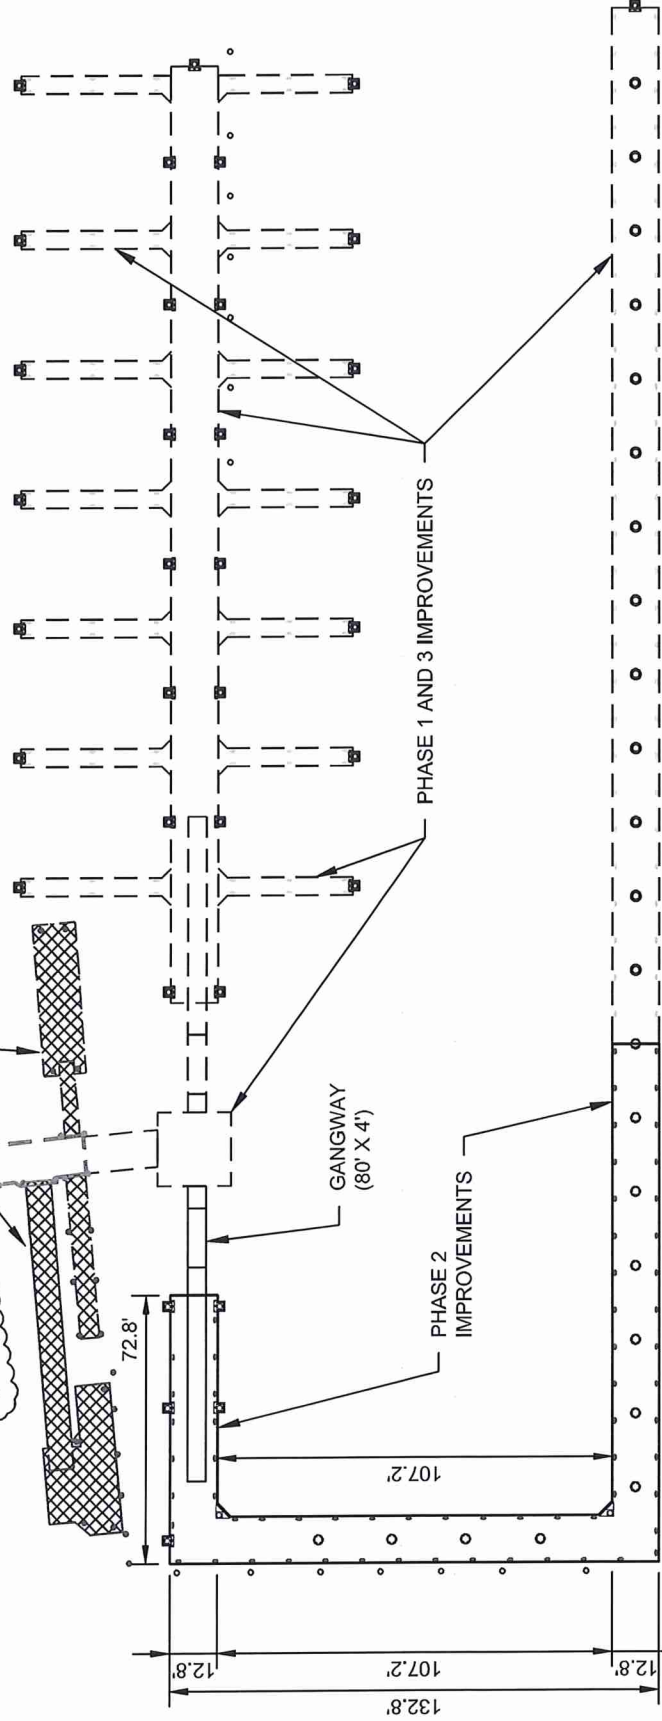 PHASE 1 AND 3 IMPROVEMENTS
GANGWAY
(80' X 4')
72.8'
PHASE 2
IMPROVEMENTS
107.2'
12.8'
107.2'
12.8'
132.8'